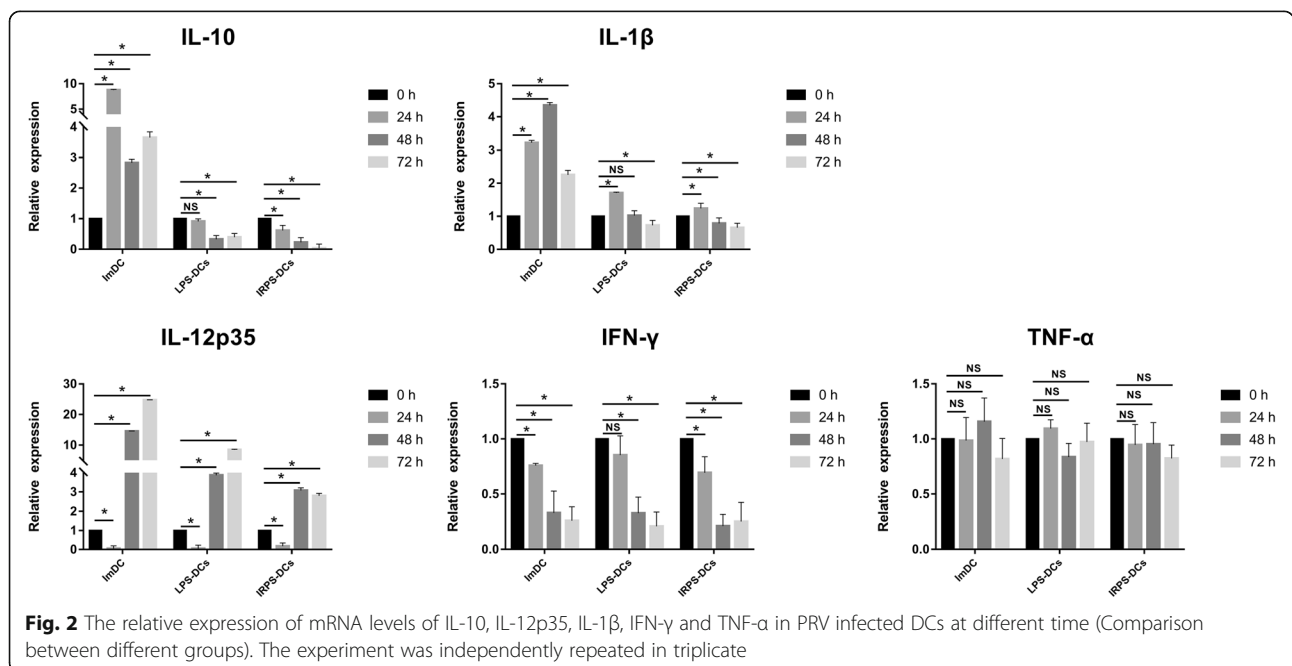 IL-10
* * *
Relative expression
10
5
4
3
2
1
0
NS * *
* * *
ImDC
LPS-DCs
IRPS-DCs
0 h
24 h
48 h
72 h
IL-1β
* * *
Relative expression
5
4
3
2
1
0
* NS *
* * *
ImDC
LPS-DCs
IRPS-DCs
0 h
24 h
48 h
72 h
IL-12p35
* * *
Relative expression
30
20
10
4
3
2
1
0
* * *
* * *
ImDC
LPS-DCs
IRPS-DCs
0 h
24 h
48 h
72 h
IFN-γ
Relative expression
1.5
1.0
0.5
0.0
* * *
NS * *
* * *
ImDC
LPS-DCs
IRPS-DCs
0 h
24 h
48 h
72 h
TNF-α
Relative expression
1.5
1.0
0.5
0.0
NS NS NS
NS NS NS
NS NS NS
ImDC
LPS-DCs
IRPS-DCs
0 h
24 h
48 h
72 h
Fig. 2 The relative expression of mRNA levels of IL-10, IL-12p35, IL-1β, IFN-γ and TNF-α in PRV infected DCs at different time (Comparison
between different groups). The experiment was independently repeated in triplicate